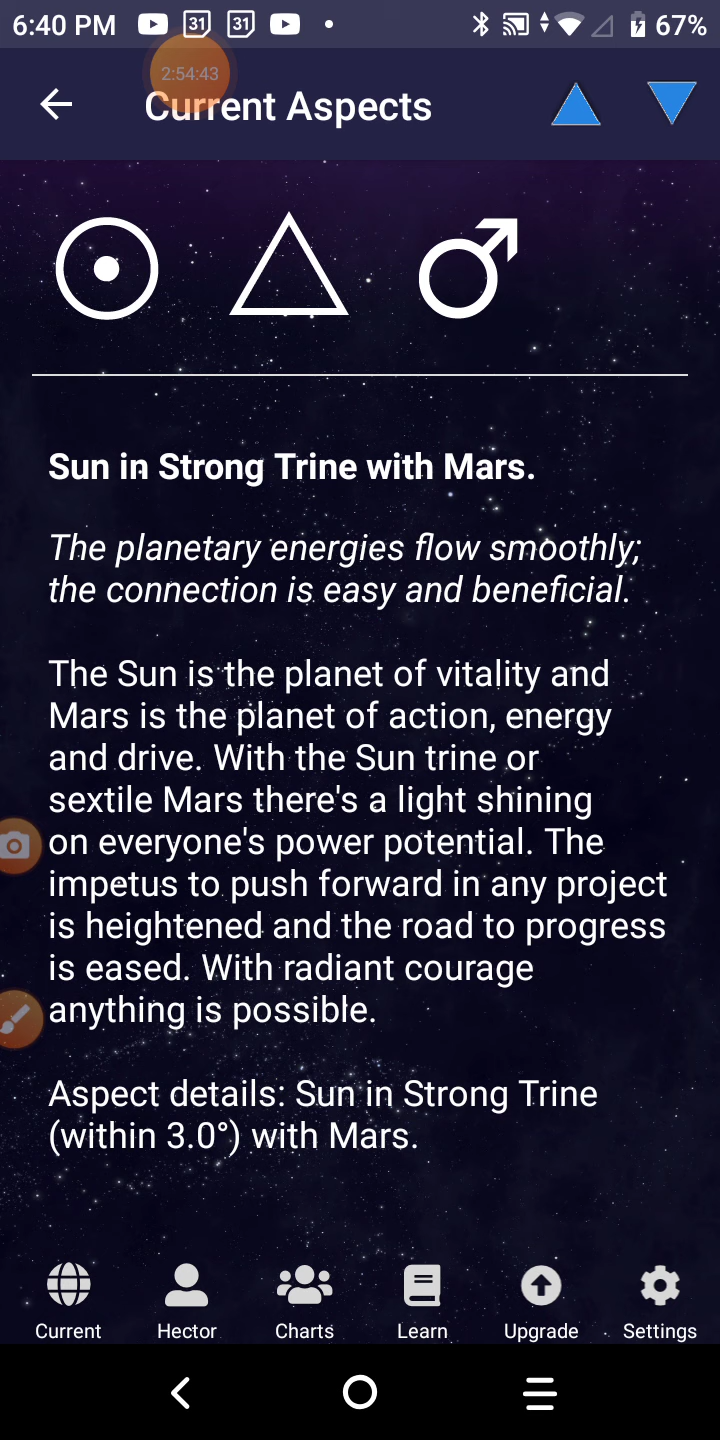 6:40 PM 31 31 67%
2:54:43
Current Aspects
Sun in Strong Trine with Mars.
The planetary energies flow smoothly;
the connection is easy and beneficial.
The Sun is the planet of vitality and
Mars is the planet of action, energy
and drive. With the Sun trine or
sextile Mars there's a light shining
on everyone's power potential. The
impetus to push forward in any project
is heightened and the road to progress
is eased. With radiant courage
anything is possible.
Aspect details: Sun in Strong Trine
(within 3.0°) with Mars.
Current Hector Charts Learn Upgrade Settings